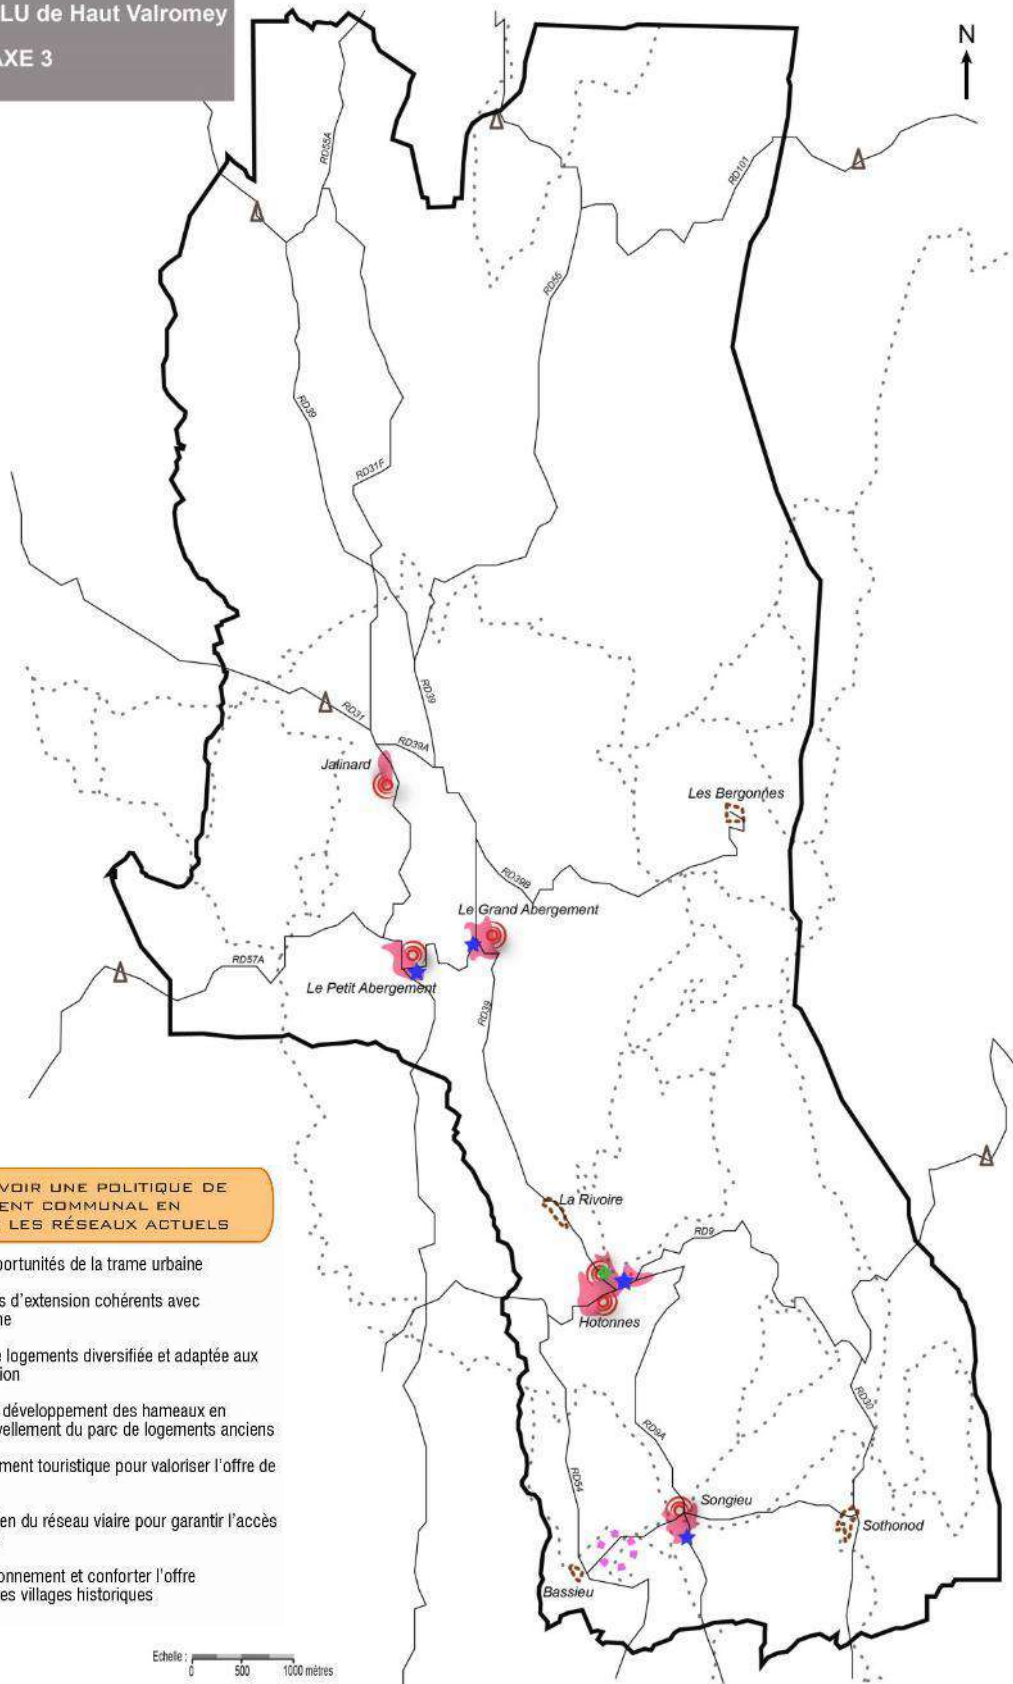 LU de Haut Valromey
AXE 3
N
RD55A
RD101
RD55
RD39
RD31F
RD39
RD31
RD39A
Jalinard
Les Bergonnes
RD39B
Le Grand Abergement
RD57A
Le Petit Abergement
RD39
La Rivoire
RD9
Hotonnes
RD30
RD9A
RD54
Songieu
Sothonod
Bassieu
VOIR UNE POLITIQUE DE
ENT COMMUNAL EN
LES RÉSEAUX ACTUELS
portunités de la trame urbaine
s d'extension cohérents avec
ne
e logements diversifiée et adaptée aux
ion
développement des hameaux en
vellement du parc de logements anciens
ment touristique pour valoriser l'offre de
en du réseau viaire pour garantir l'accès
onnement et conforter l'offre
es villages historiques
Echelle :
0 500 1000 mètres